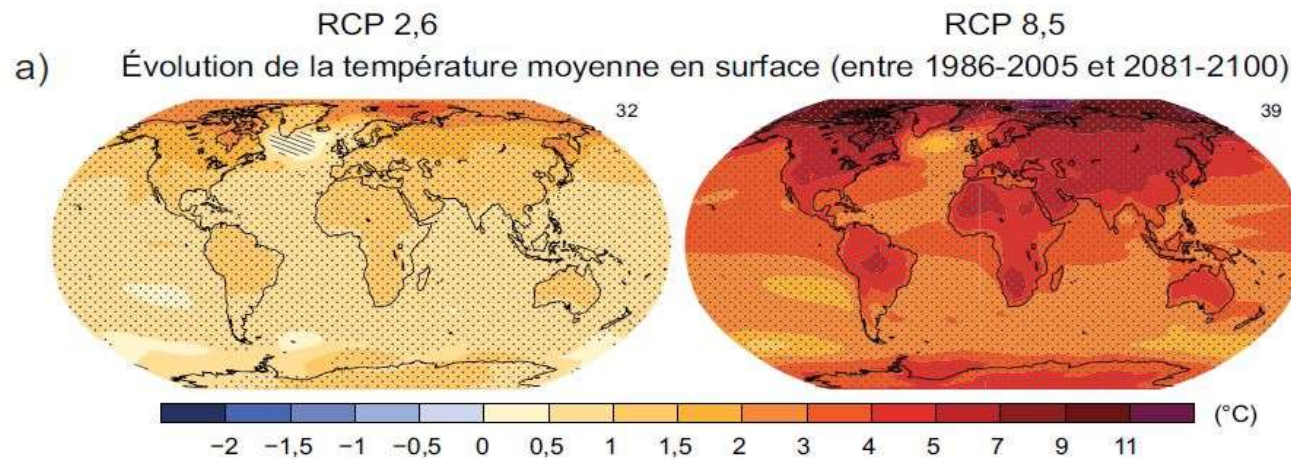 RCP 2,6 RCP 8,5
a) Évolution de la température moyenne en surface (entre 1986-2005 et 2081-2100)
32 39
(°C)
−2 −1,5 −1 −0,5 0 0,5 1 1,5 2 3 4 5 7 9 11